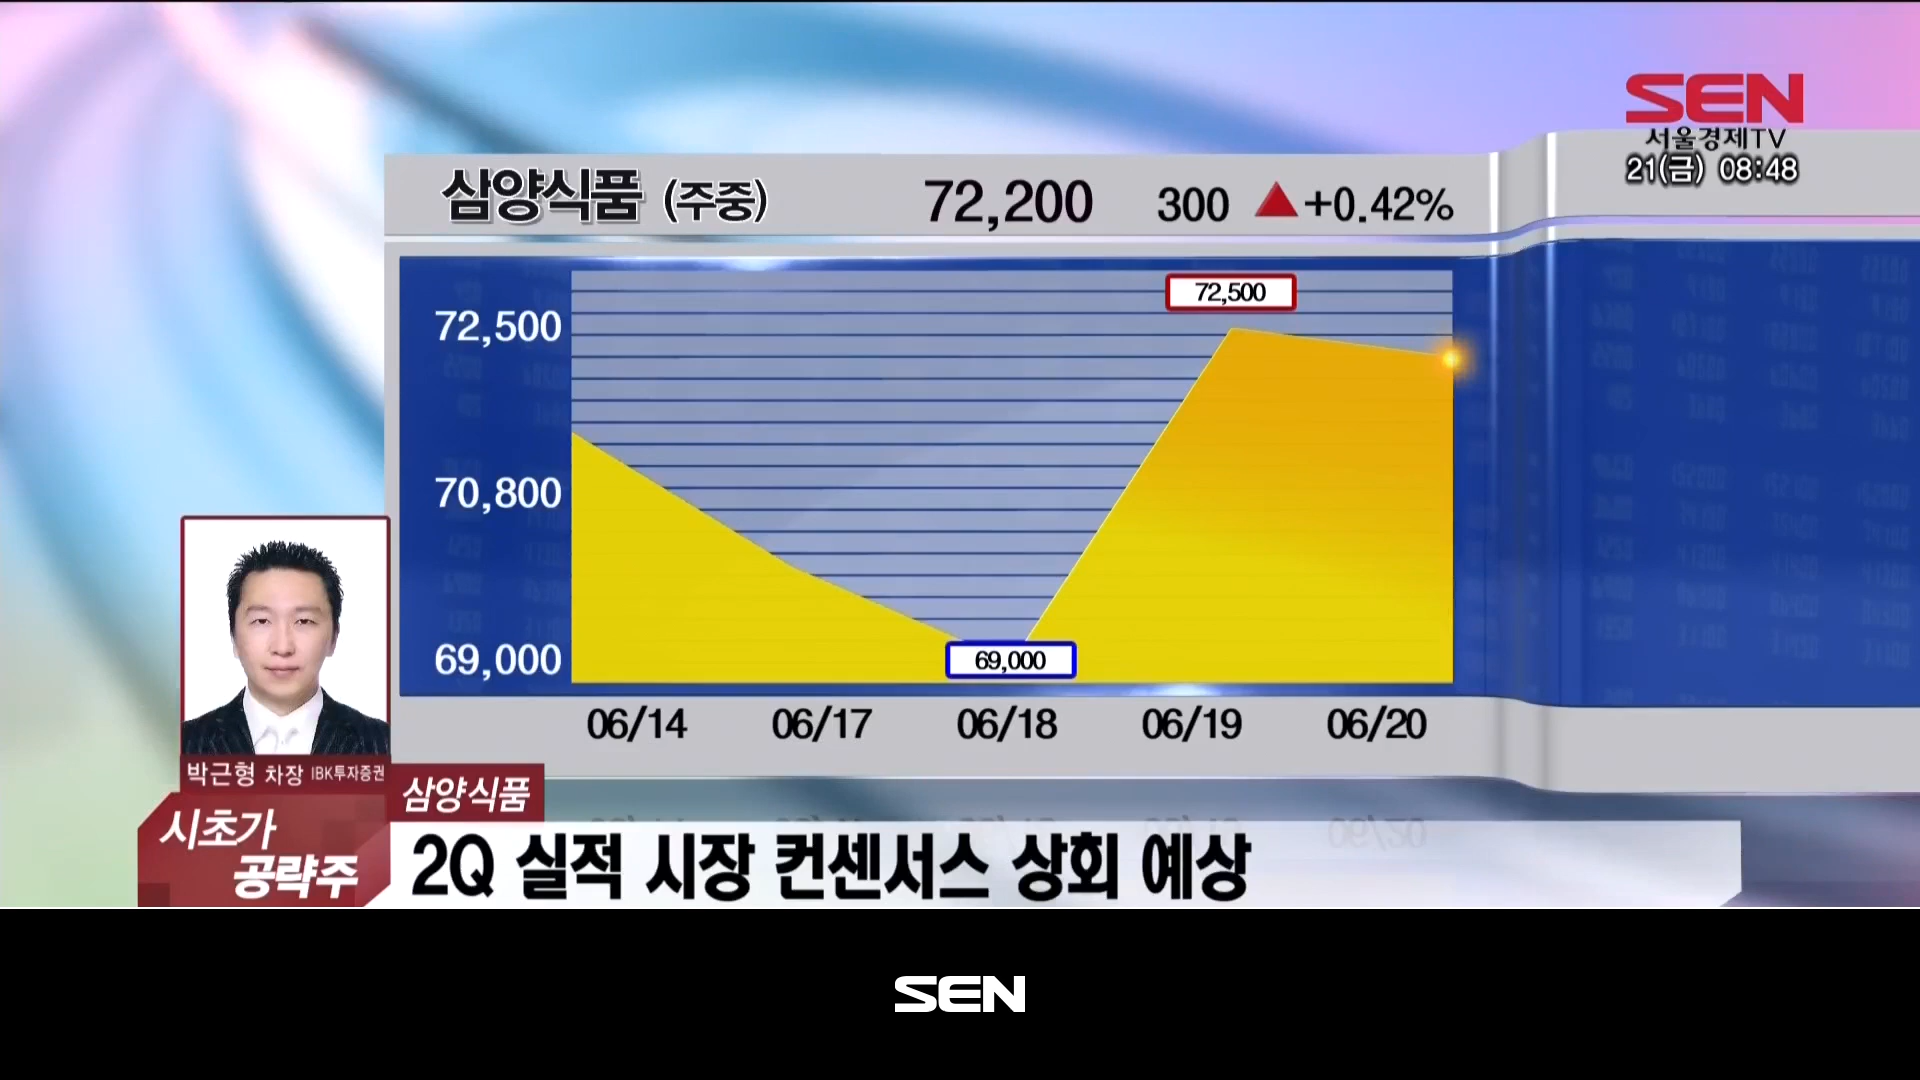 SEN
서울경제TV
21(금) 08:48
삼양식품 (주중) 72,200 300 ▲+0.42%
72,500
72,500
70,800
69,000
69,000
06/14 06/17 06/18 06/19 06/20
박근형 차장 IBK투자증권
시초가
공략주
삼양식품
2Q 실적 시장 컨센서스 상회 예상
SEN